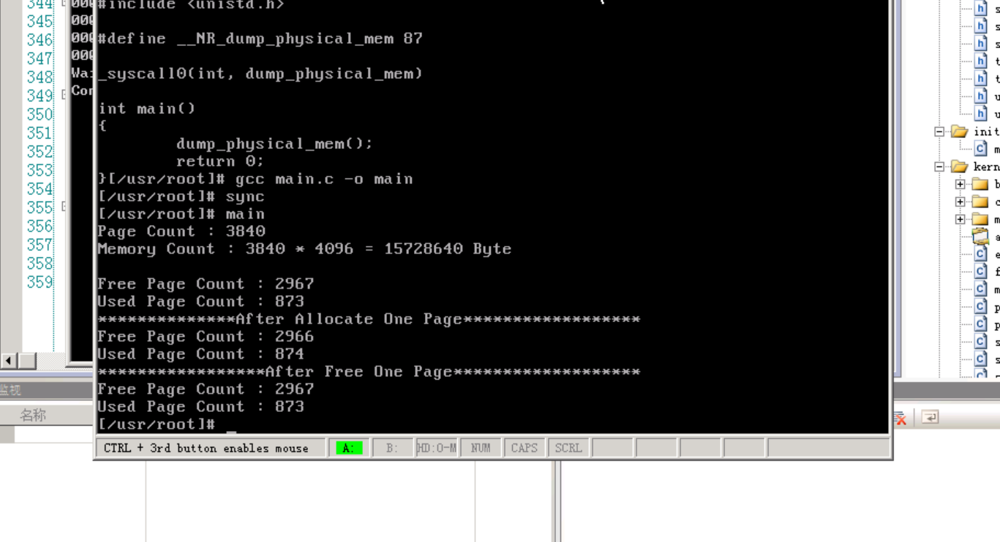 344
345
346
347
348
349
350
351
352
353
354
355
356
357
358
359
000
000
000
000
Wai
Con
#include <unistd.h>
#define __NR_dump_physical_mem 87
_syscall0(int, dump_physical_mem)
int main()
{
dump_physical_mem();
return 0;
}[/usr/root]# gcc main.c -o main
[/usr/root]# sync
[/usr/root]# main
Page Count : 3840
Memory Count : 3840 * 4096 = 15728640 Byte
Free Page Count : 2967
Used Page Count : 873
**************After Allocate One Page******************
Free Page Count : 2966
Used Page Count : 874
*****************After Free One Page*******************
Free Page Count : 2967
Used Page Count : 873
[/usr/root]# _
CTRL + 3rd button enables mouse A: B: HD:0-M NUM CAPS SCRL
监视
名称
h s
h s
h s
h t
h t
h u
h u
init
C m
kern
b
c
m
a
C e
C f
C m
C p
C p
C s
C s